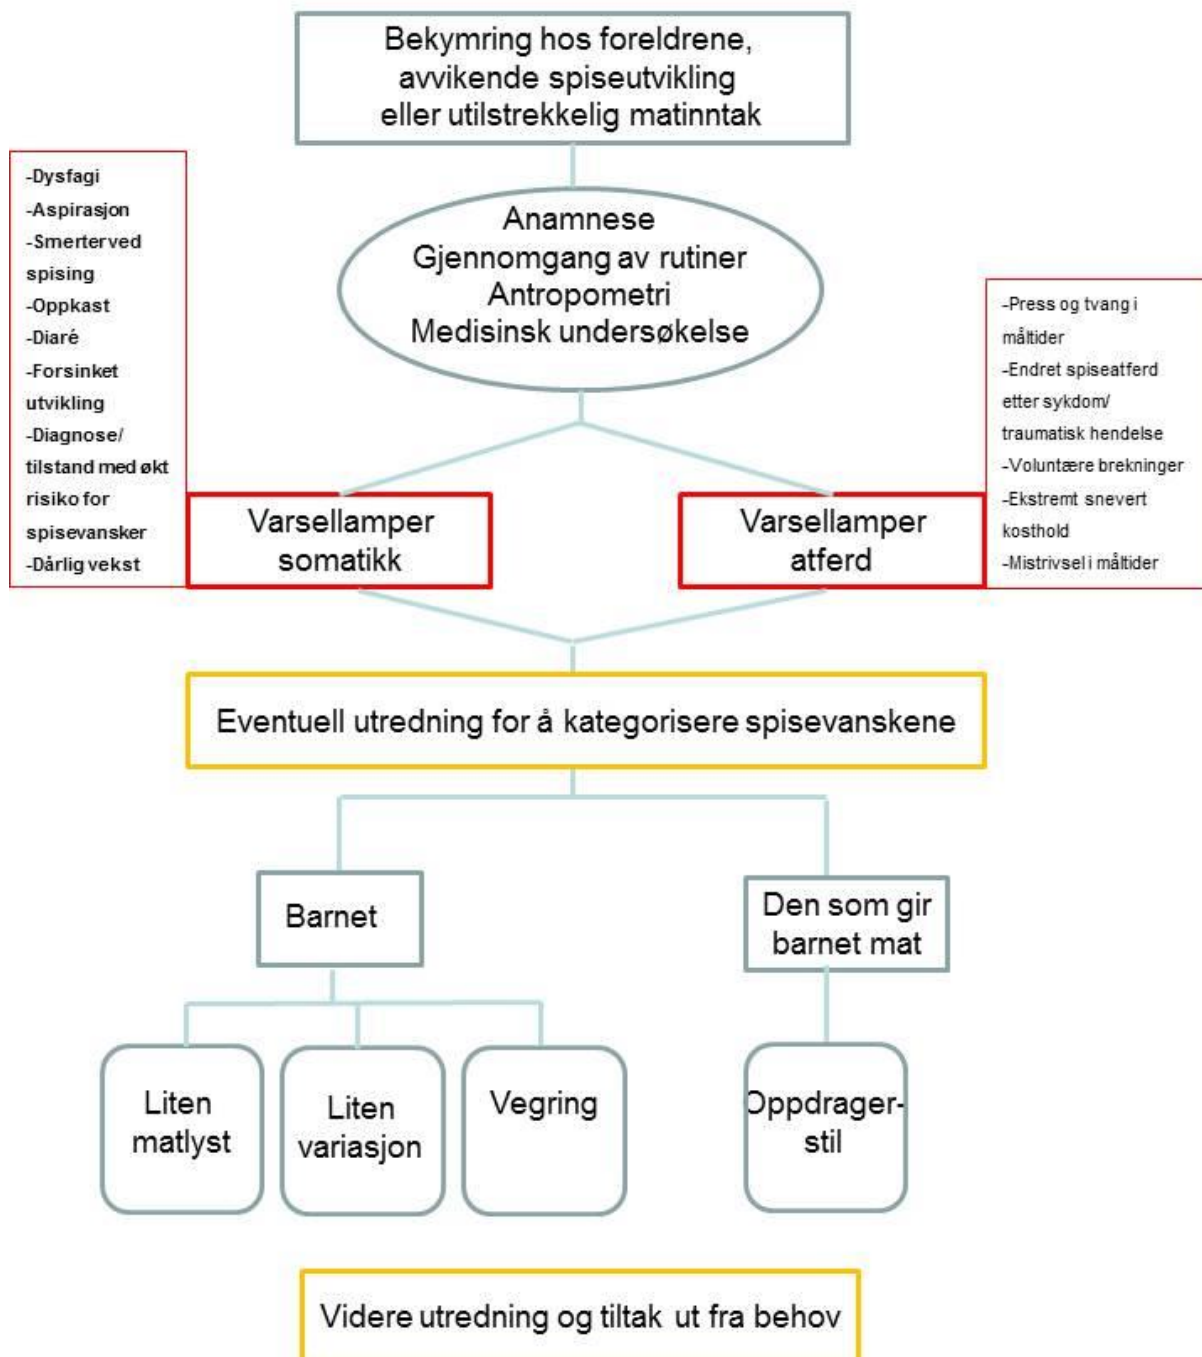 Bekymring hos foreldrene,
avvikende spiseutvikling
eller utilstrekkelig matinntak
-Dysfagi
-Aspirasjon
-Smerter ved
spising
-Oppkast
-Diaré
-Forsinket
utvikling
-Diagnose/
tilstand med økt
risiko for
spisevansker
-Dårlig vekst
Anamnese
Gjennomgang av rutiner
Antropometri
Medisinsk undersøkelse
-Press og tvang i
måltider
-Endret spiseatferd
etter sykdom/
traumatisk hendelse
-Voluntære brekninger
-Ekstremt snevert
kosthold
-Mistrivsel i måltider
Varsellamper
somatikk
Varsellamper
atferd
Eventuell utredning for å kategorisere spisevanskene
Barnet
Den som gir
barnet mat
Liten
matlyst
Liten
variasjon
Vegring
Oppdrager-
stil
Videre utredning og tiltak ut fra behov